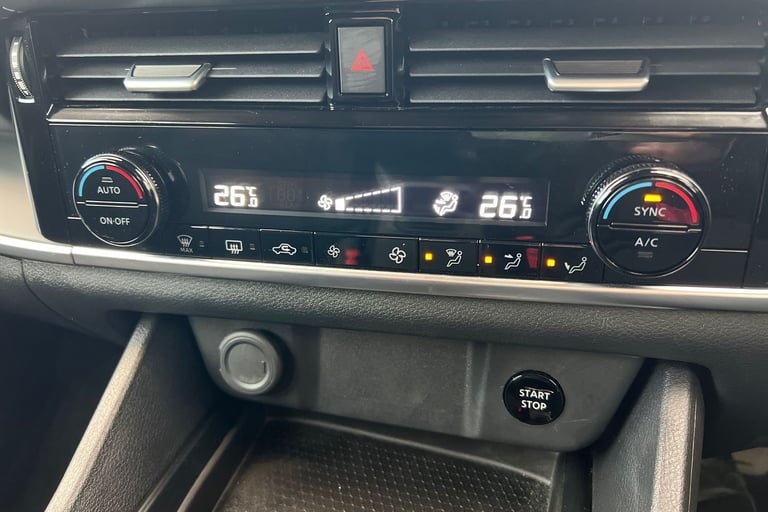 26.0°C
26.0°C
AUTO
ON·OFF
SYNC
A/C
MAX
START
STOP